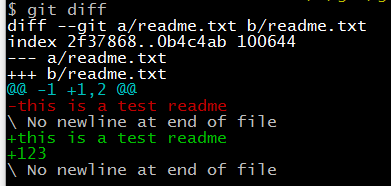 $ git diff
diff --git a/readme.txt b/readme.txt
index 2f37868..0b4c4ab 100644
--- a/readme.txt
+++ b/readme.txt
@@ -1 +1,2 @@
-this is a test readme
\ No newline at end of file
+this is a test readme
+123
\ No newline at end of file